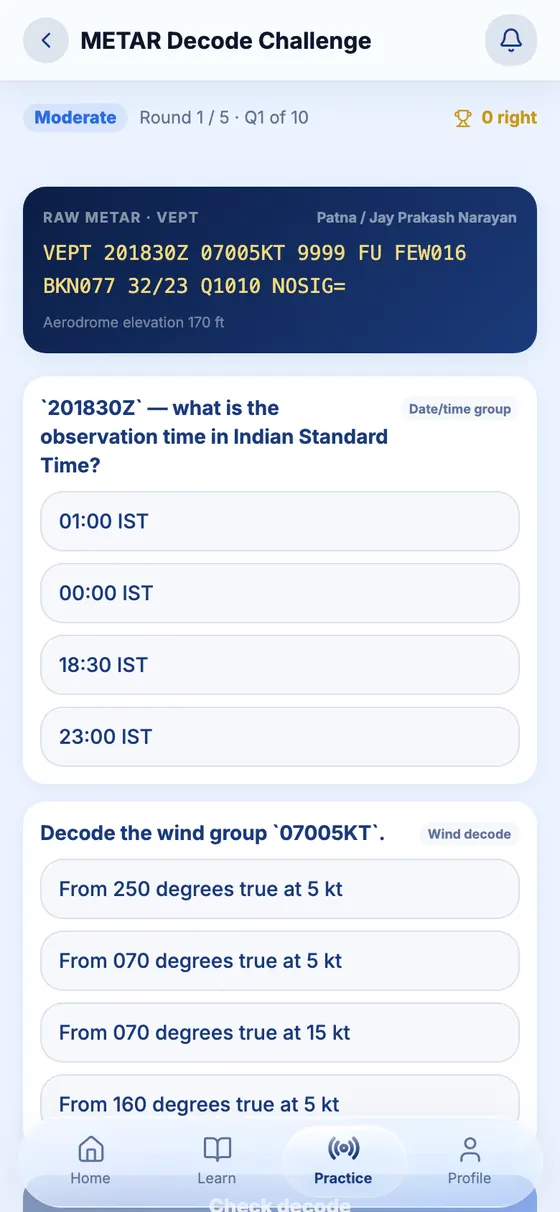 METAR Decode Challenge
Moderate Round 1 / 5 · Q1 of 10 0 right
RAW METAR · VEPT Patna / Jay Prakash Narayan
VEPT 201830Z 07005KT 9999 FU FEW016
BKN077 32/23 Q1010 NOSIG=
Aerodrome elevation 170 ft
`201830Z` — what is the Date/time group
observation time in Indian Standard
Time?
01:00 IST
00:00 IST
18:30 IST
23:00 IST
Decode the wind group `07005KT`. Wind decode
From 250 degrees true at 5 kt
From 070 degrees true at 5 kt
From 070 degrees true at 15 kt
From 160 degrees true at 5 kt
Home Learn Practice Profile
Check decode